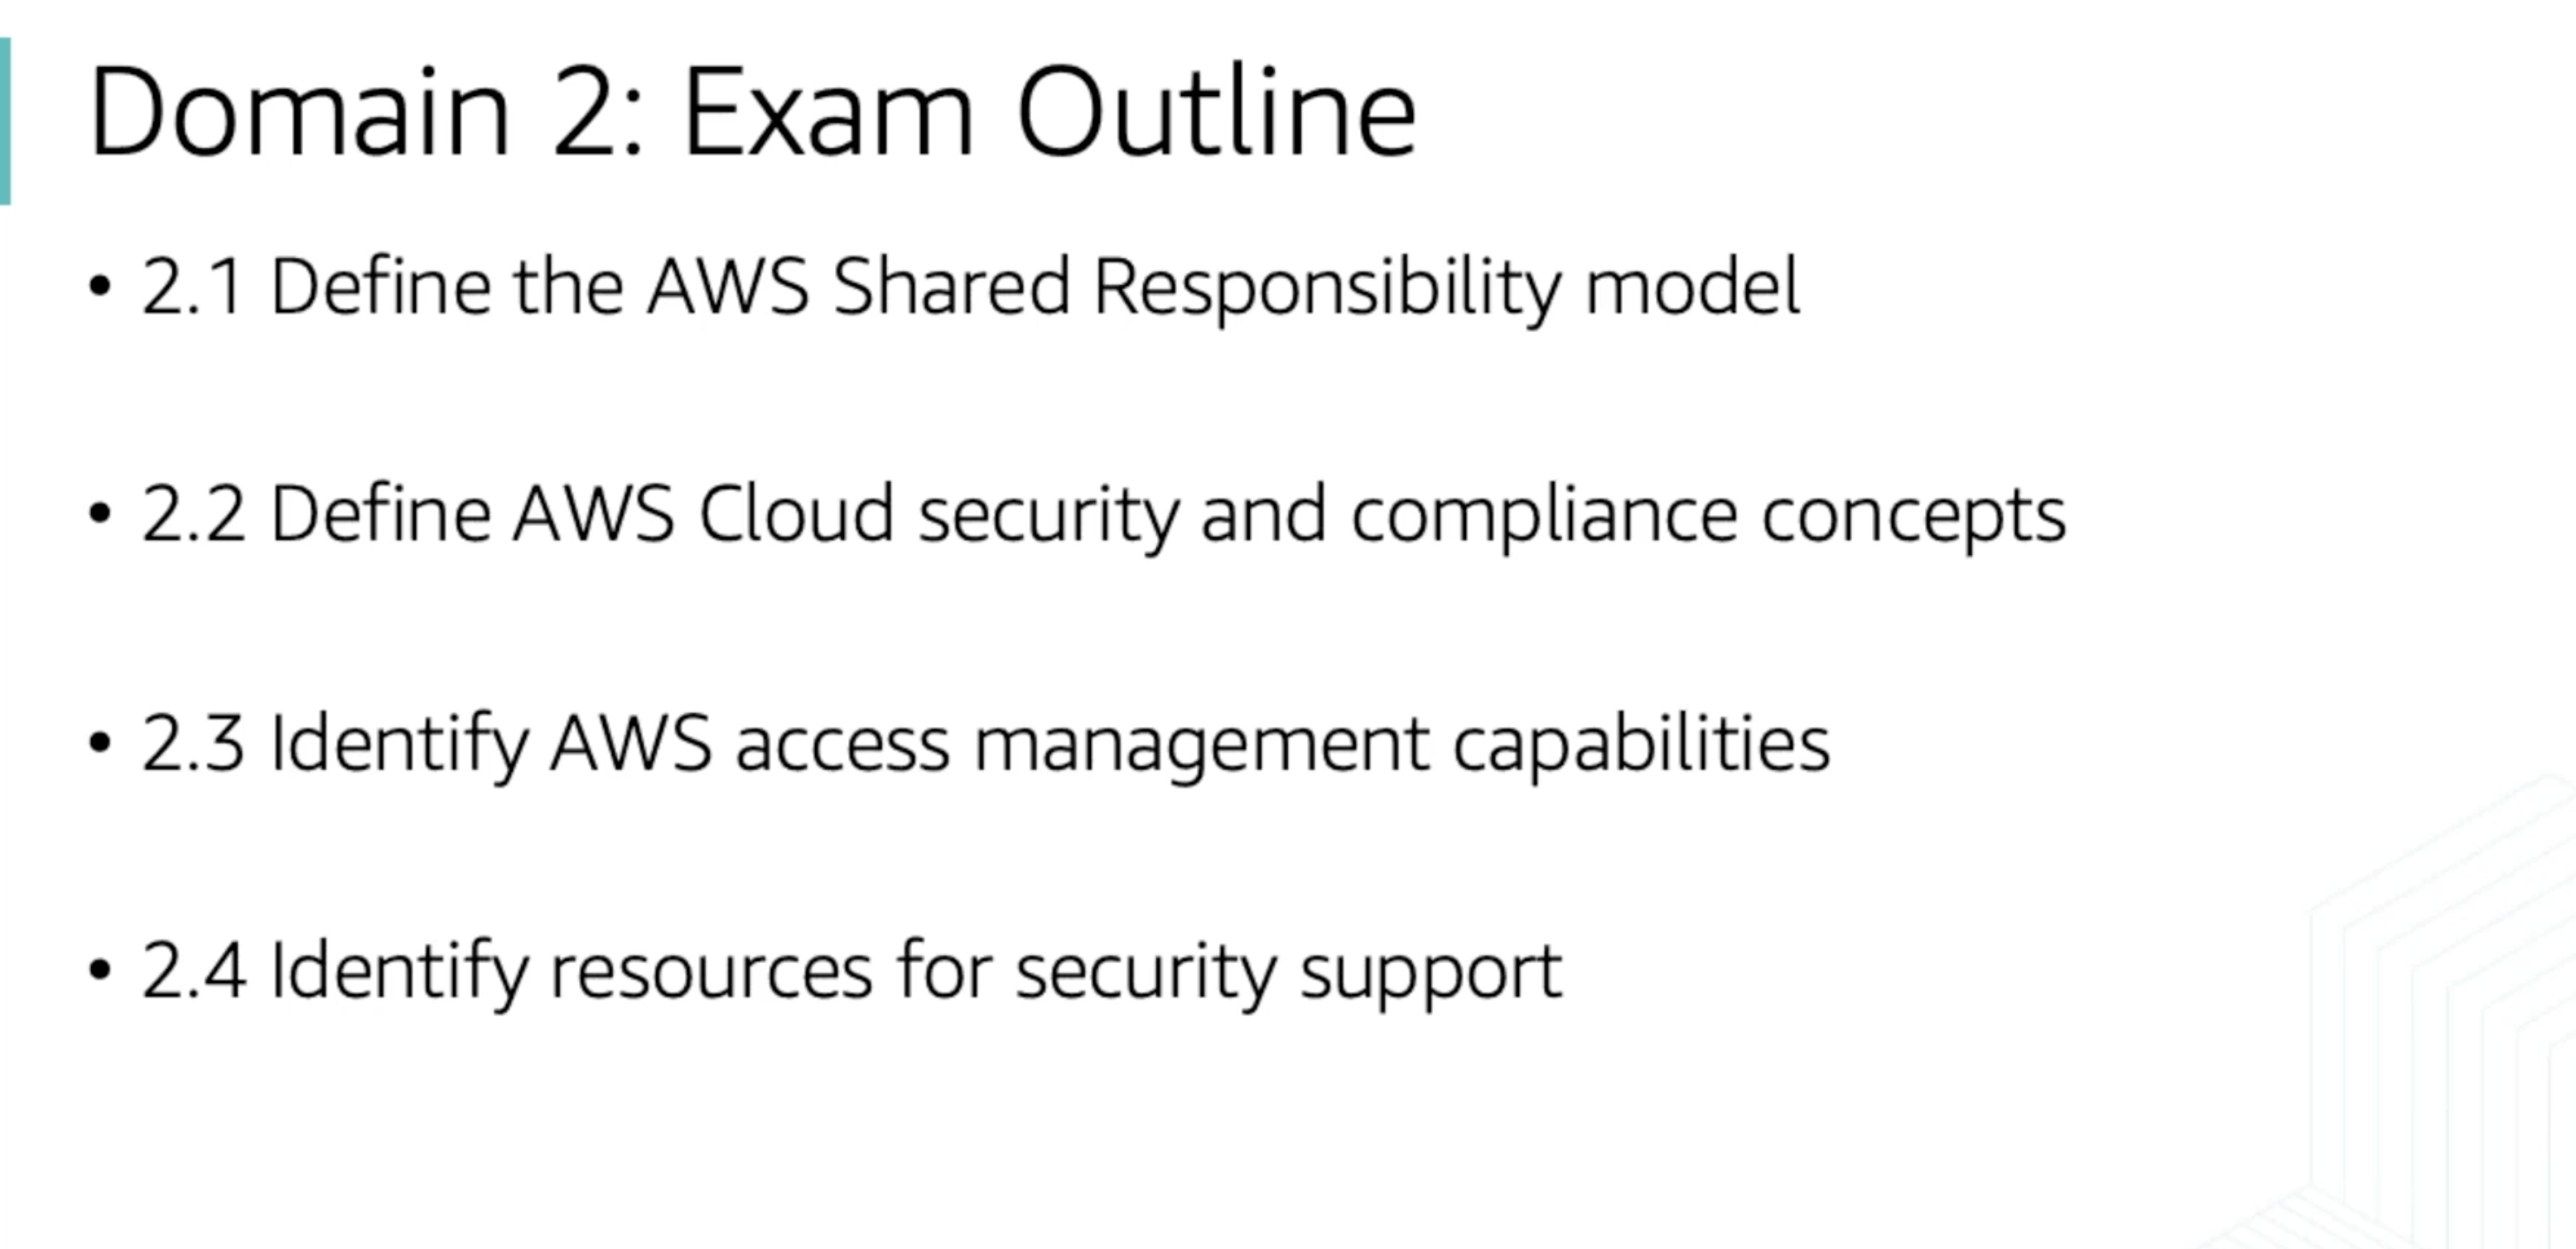 Domain 2: Exam Outline
• 2.1 Define the AWS Shared Responsibility model
• 2.2 Define AWS Cloud security and compliance concepts
• 2.3 Identify AWS access management capabilities
• 2.4 Identify resources for security support